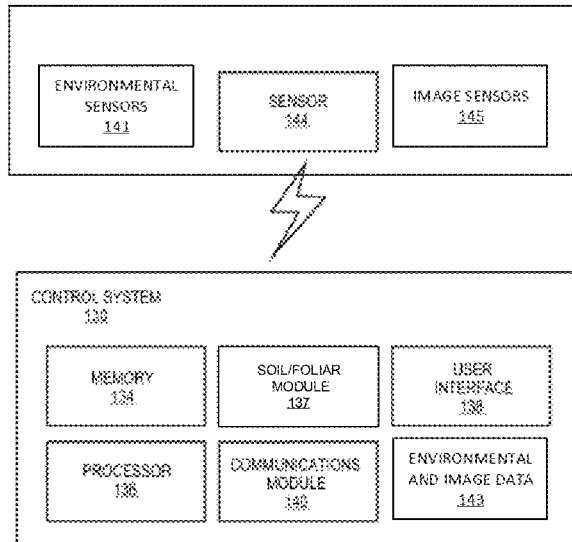 ENVIRONMENTAL
SENSORS
141
SENSOR
144
IMAGE SENSORS
145
CONTROL SYSTEM
130
MEMORY
134
SOIL/FOLIAR
MODULE
137
USER
INTERFACE
138
PROCESSOR
136
COMMUNICATIONS
MODULE
140
ENVIRONMENTAL
AND IMAGE DATA
143